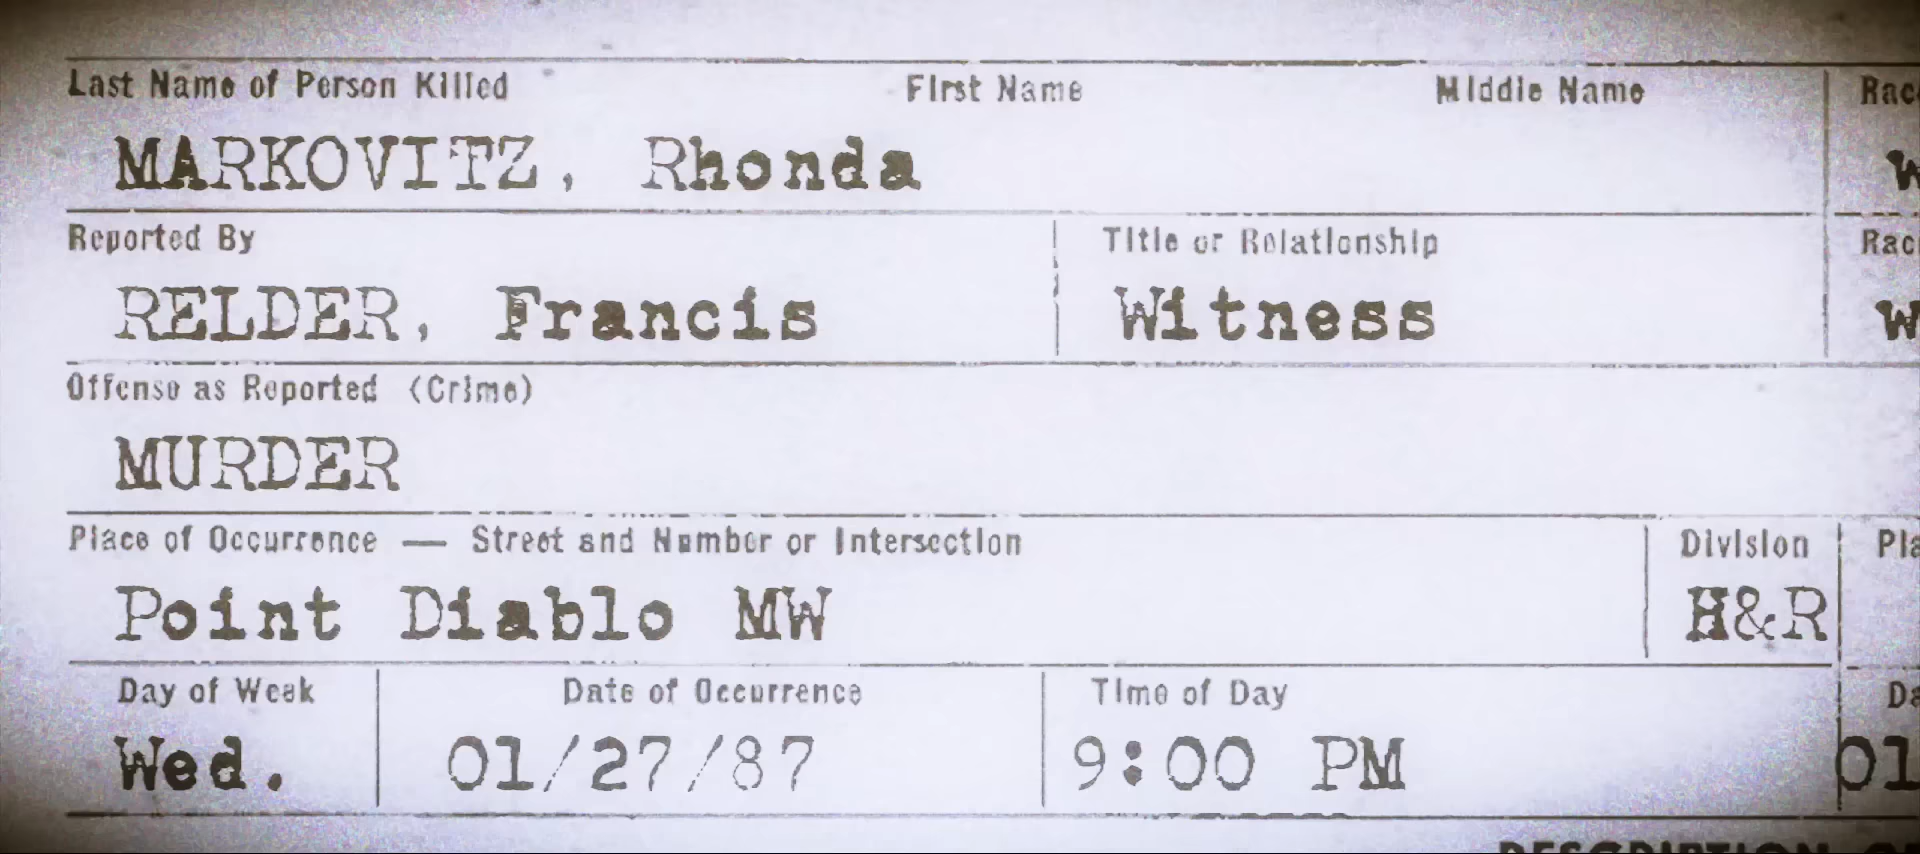 Last Name of Person Killed First Name Middle Name
MARKOVITZ, Rhonda
Reported By Title or Relationship
RELDER, Francis Witness
Offense as Reported (Crime)
MURDER
Place of Occurrence — Street and Number or Intersection Division
Point Diablo MW H&R
Day of Weak Date of Occurrence Time of Day
Wed. 01/27/87 9:00 PM 01